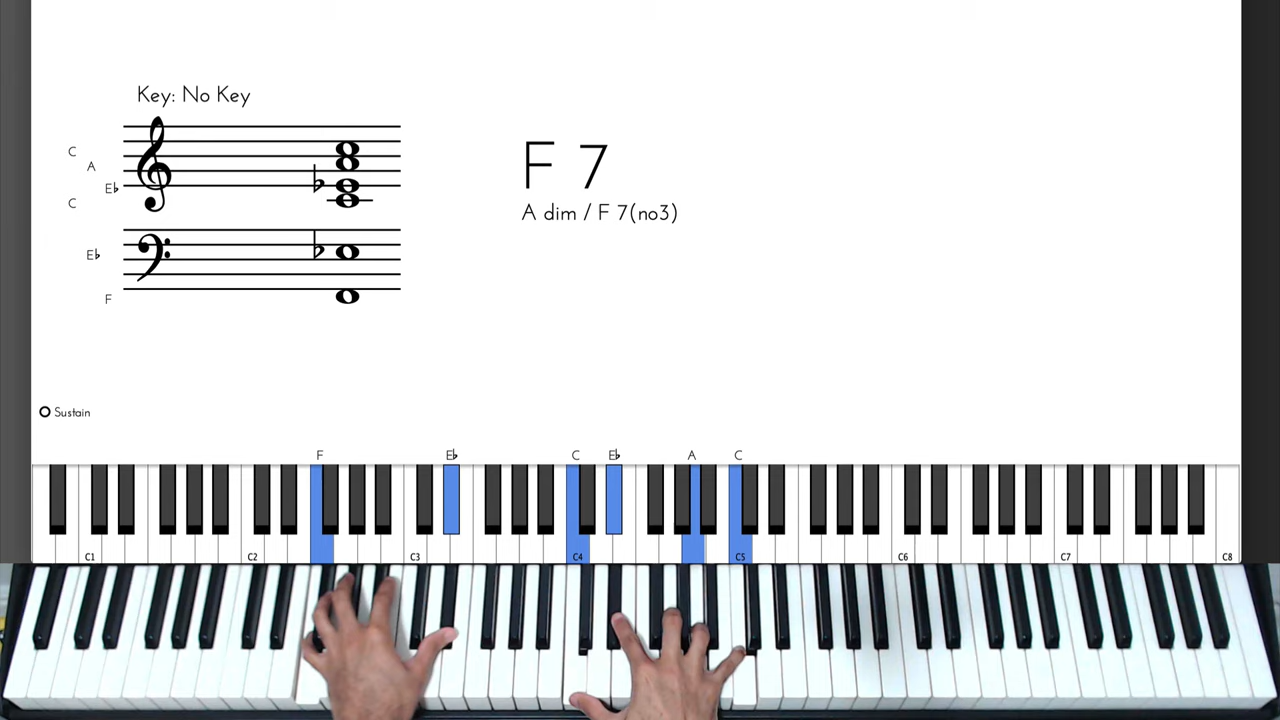 Key: No Key
C
A
E♭
C
E♭
F
F 7
A dim / F 7(no3)
Sustain
F E♭ C E♭ A C
C1 C2 C3 C4 C5 C6 C7 C8